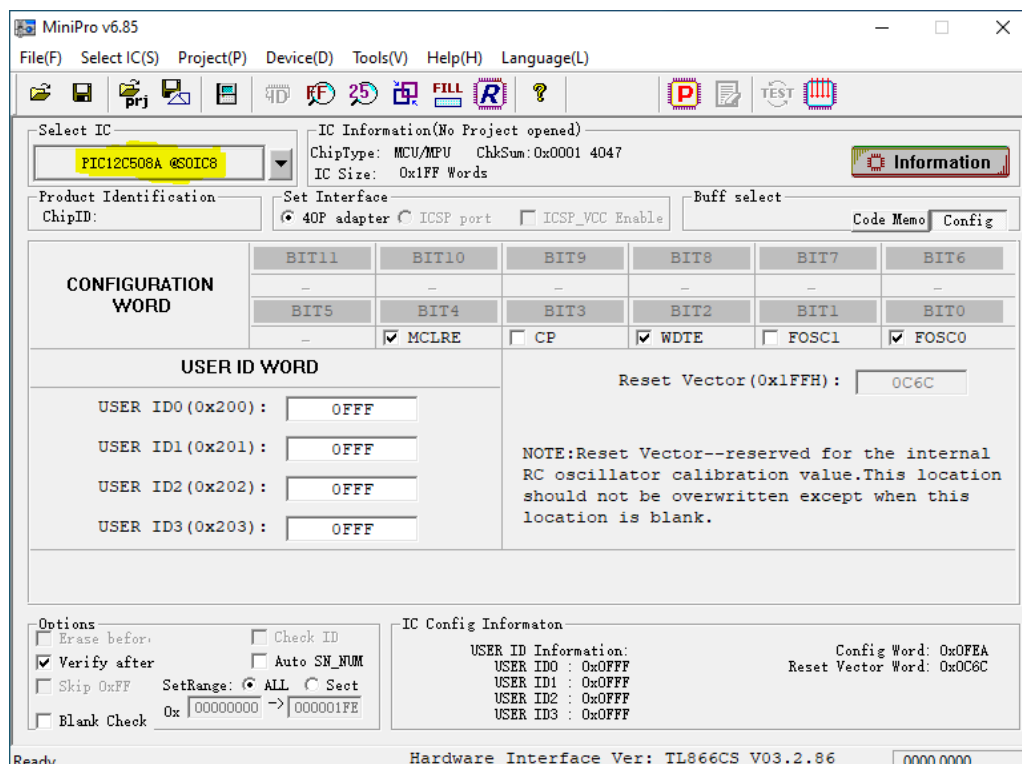 MiniPro v6.85
File(F) Select IC(S) Project(P) Device(D) Tools(V) Help(H) Language(L)
prj ID FF 25 FILL R ? P TEST
Select IC
PIC12C508A @SOIC8
IC Information(No Project opened)
ChipType: MCU/MPU ChkSum:0x0001 4047
IC Size: 0x1FF Words
Information
Product Identification
ChipID:
Set Interface
40P adapter ICSP port ICSP_VCC Enable
Buff select
Code Memo Config
CONFIGURATION WORD
BIT11 BIT10 BIT9 BIT8 BIT7 BIT6
– – – – – –
BIT5 BIT4 BIT3 BIT2 BIT1 BIT0
– MCLRE CP WDTE FOSC1 FOSC0
USER ID WORD
USER ID0(0x200): 0FFF
USER ID1(0x201): 0FFF
USER ID2(0x202): 0FFF
USER ID3(0x203): 0FFF
Reset Vector(0x1FFH): 0C6C
NOTE:Reset Vector--reserved for the internal
RC oscillator calibration value.This location
should not be overwritten except when this
location is blank.
Options
Erase befor Check ID
Verify after Auto SN_NUM
Skip 0xFF SetRange: ALL Sect
Blank Check 0x 00000000 -> 000001FE
IC Config Informaton
USER ID Information:
USER ID0 : 0x0FFF
USER ID1 : 0x0FFF
USER ID2 : 0x0FFF
USER ID3 : 0x0FFF
Config Word: 0x0FEA
Reset Vector Word: 0x0C6C
Ready
Hardware Interface Ver: TL866CS V03.2.86
0000 0000